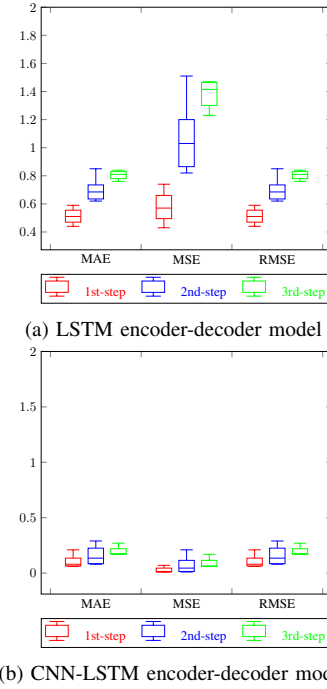 2
1.8
1.6
1.4
1.2
1
0.8
0.6
0.4
MAE MSE RMSE
1st-step 2nd-step 3rd-step
(a) LSTM encoder-decoder model
2
1.5
1
0.5
0
MAE MSE RMSE
1st-step 2nd-step 3rd-step
(b) CNN-LSTM encoder-decoder mod